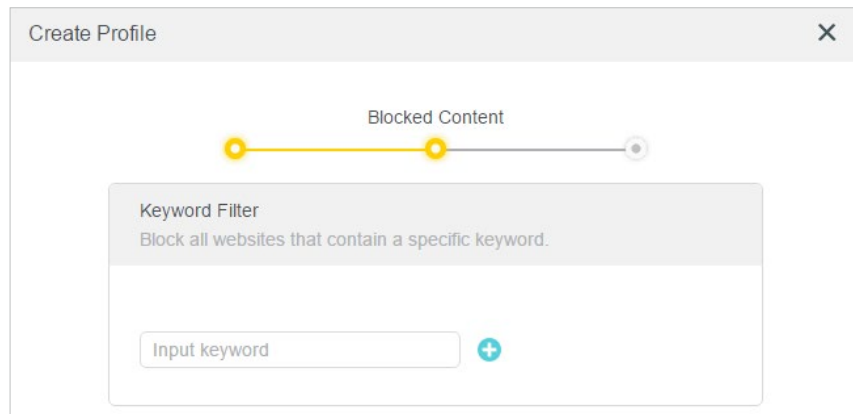 Create Profile
Blocked Content
Keyword Filter
Block all websites that contain a specific keyword.
Input keyword